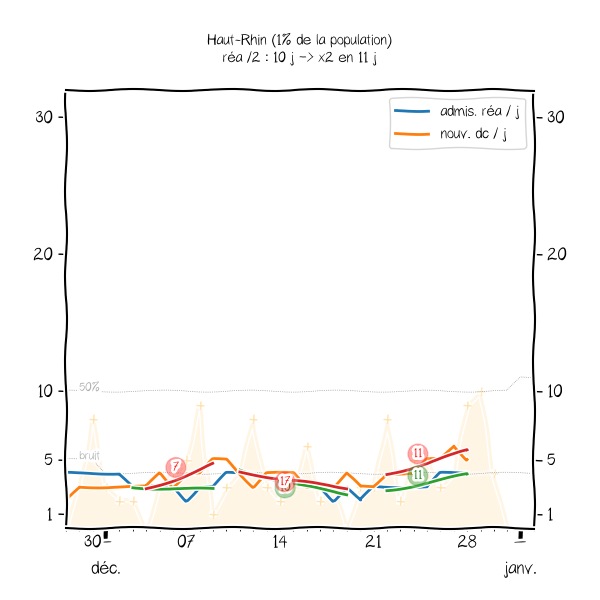 Haut-Rhin (1% de la population)
réa /2 : 10 j -> x2 en 11 j
admis. réa / j
nouv. dc / j
30
30
20
20
50%
10
10
bruit
5
5
7
11
11
13
1
1
30
07
14
21
28
déc.
janv.